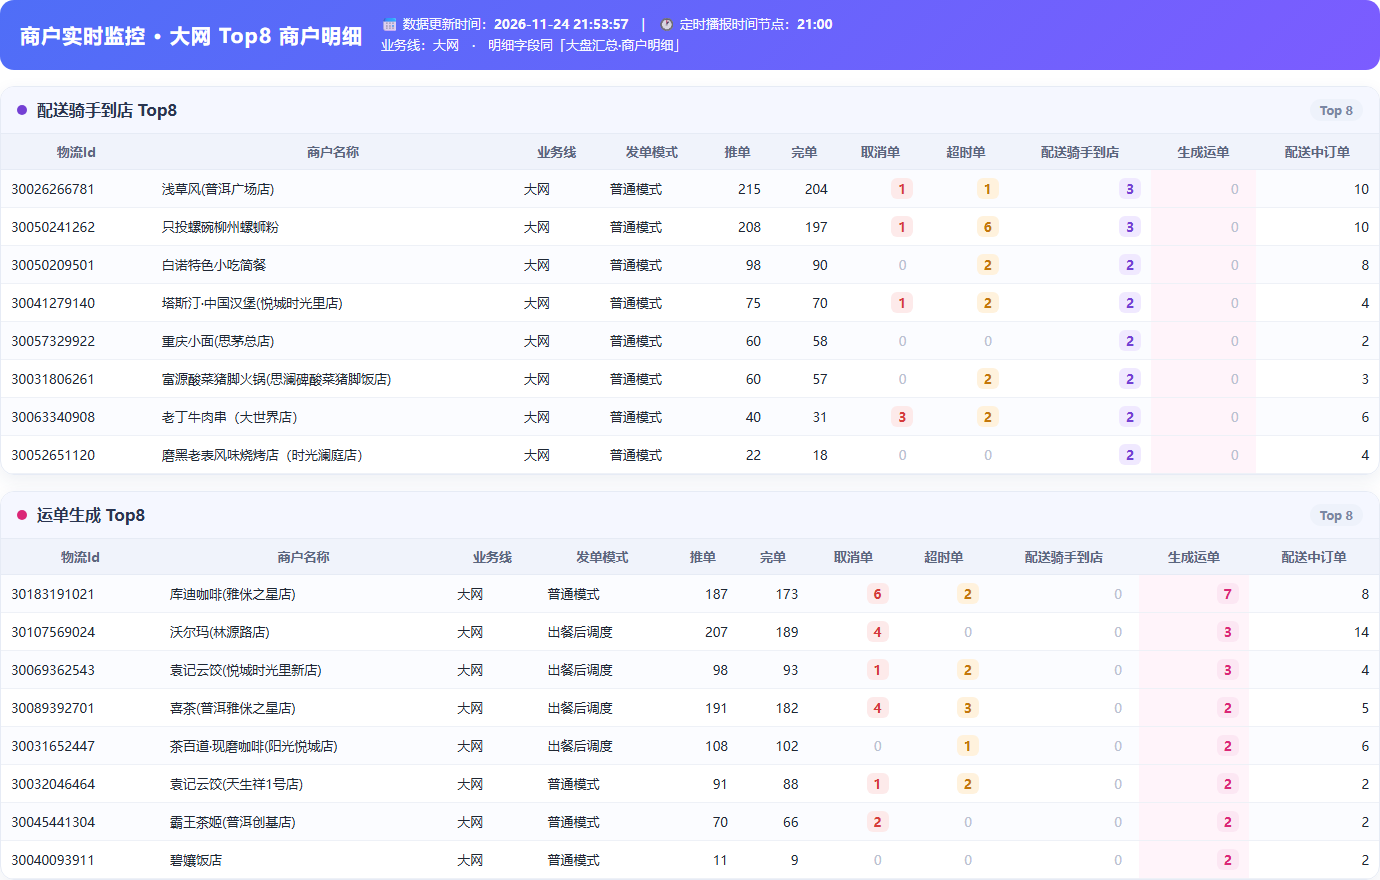 商户实时监控 • 大网 Top8 商户明细
数据更新时间：2026-11-24 21:53:57 | 定时播报时间节点：21:00
业务线：大网 · 明细字段同「大盘汇总·商户明细」
配送骑手到店 Top8 Top 8
物流Id 商户名称 业务线 发单模式 推单 完单 取消单 超时单 配送骑手到店 生成运单 配送中订单
30026266781 浅草风(普洱广场店) 大网 普通模式 215 204 1 1 3 0 10
30050241262 只投螺碗柳州螺蛳粉 大网 普通模式 208 197 1 6 3 0 10
30050209501 白诺特色小吃简餐 大网 普通模式 98 90 0 2 2 0 8
30041279140 塔斯汀·中国汉堡(悦城时光里店) 大网 普通模式 75 70 1 2 2 0 4
30057329922 重庆小面(思茅总店) 大网 普通模式 60 58 0 0 2 0 2
30031806261 富源酸菜猪脚火锅(思澜碑酸菜猪脚饭店) 大网 普通模式 60 57 0 2 2 0 3
30063340908 老丁牛肉串（大世界店） 大网 普通模式 40 31 3 2 2 0 6
30052651120 磨黑老表风味烧烤店（时光澜庭店） 大网 普通模式 22 18 0 0 2 0 4
运单生成 Top8 Top 8
物流Id 商户名称 业务线 发单模式 推单 完单 取消单 超时单 配送骑手到店 生成运单 配送中订单
30183191021 库迪咖啡(雅俅之星店) 大网 普通模式 187 173 6 2 0 7 8
30107569024 沃尔玛(林源路店) 大网 出餐后调度 207 189 4 0 0 3 14
30069362543 袁记云饺(悦城时光里新店) 大网 出餐后调度 98 93 1 2 0 3 4
30089392701 喜茶(普洱雅俅之星店) 大网 出餐后调度 191 182 4 3 0 2 5
30031652447 茶百道·现磨咖啡(阳光悦城店) 大网 出餐后调度 108 102 0 1 0 2 6
30032046464 袁记云饺(天生祥1号店) 大网 普通模式 91 88 1 2 0 2 2
30045441304 霸王茶姬(普洱创基店) 大网 普通模式 70 66 2 0 0 2 2
30040093911 碧孃饭店 大网 普通模式 11 9 0 0 0 2 2